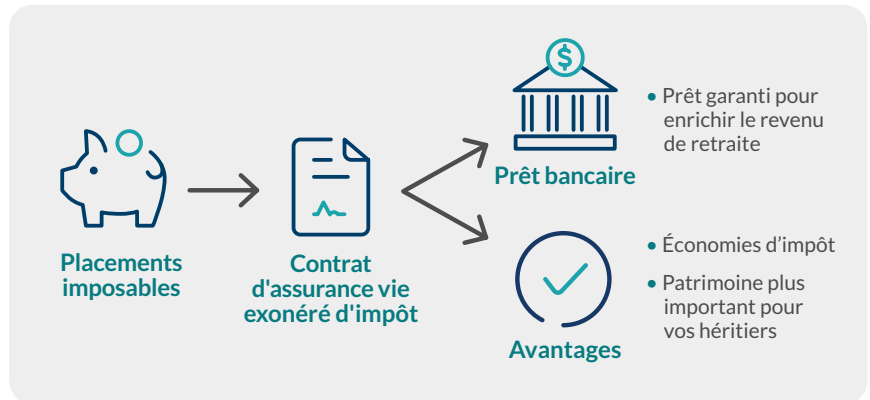 $
Placements
imposables
Contrat
d'assurance vie
exonéré d'impôt
Prêt bancaire
• Prêt garanti pour
enrichir le revenu
de retraite
Avantages
• Économies d’impôt
• Patrimoine plus
important pour
vos héritiers